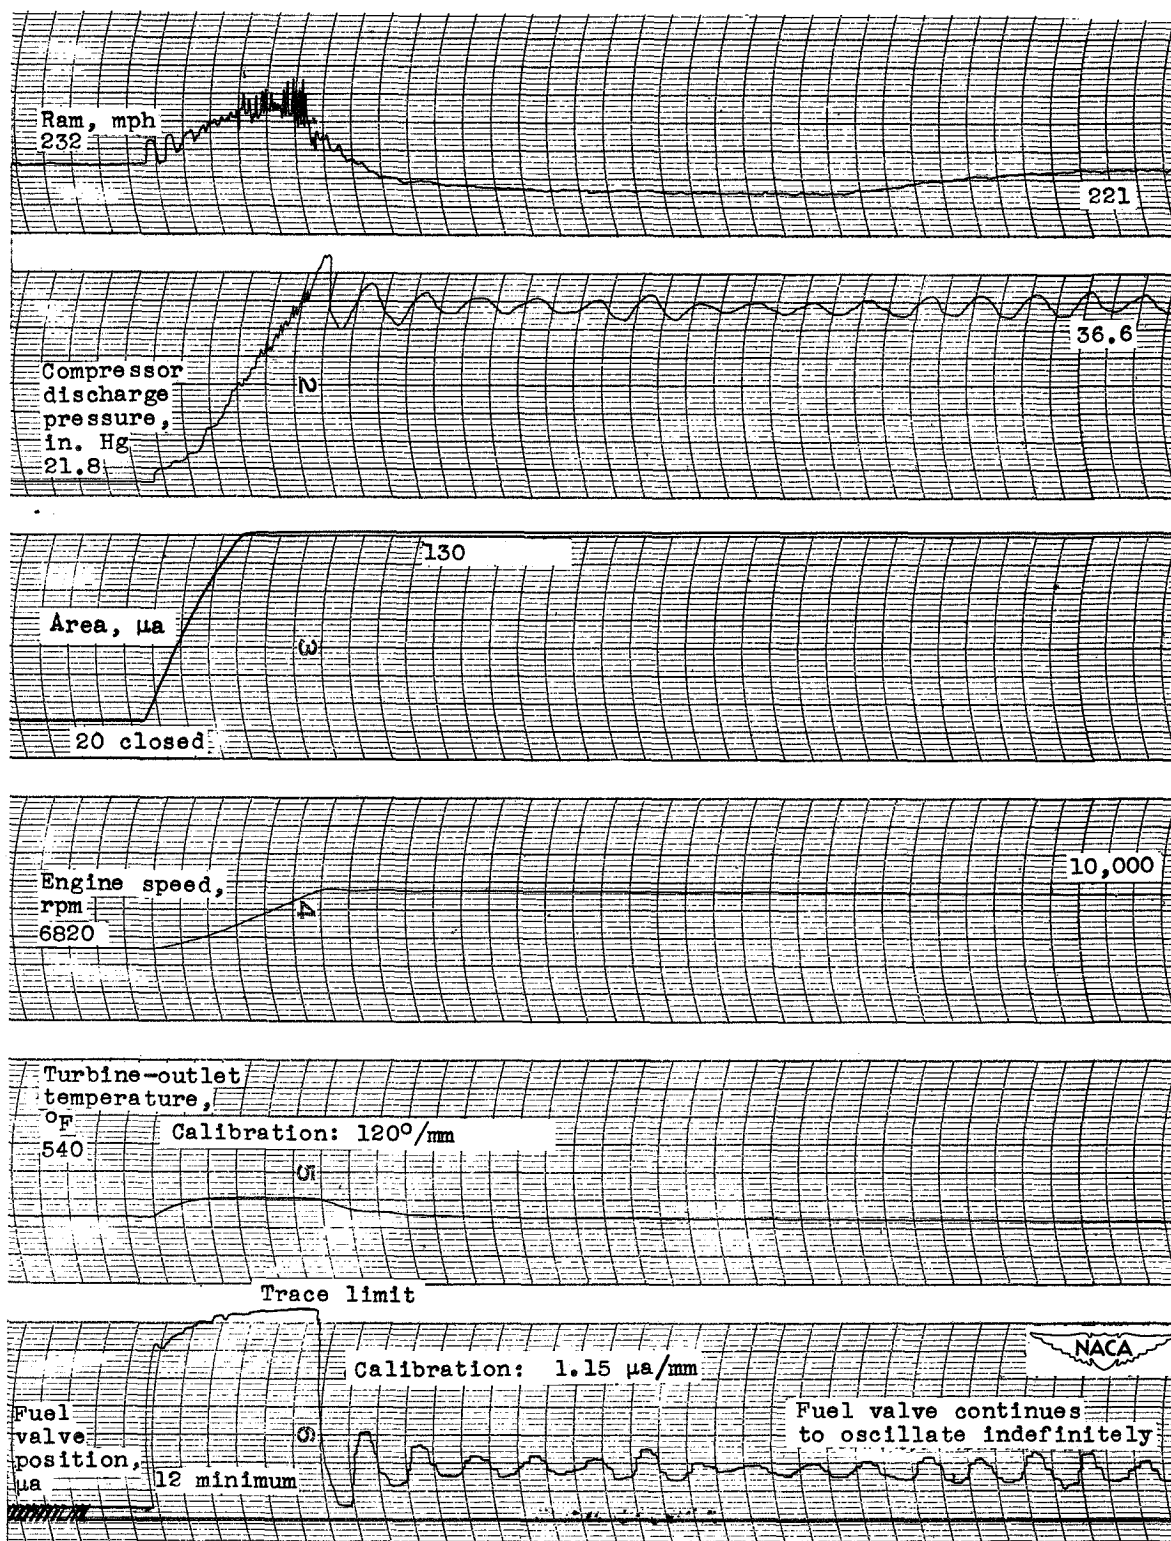 Ram, mph
232
221
Compressor
discharge
pressure,
in. Hg
21.8
2
36.6
130
Area, μa
3
20 closed
Engine speed,
rpm
6820
4
10,000
Turbine-outlet
temperature,
°F
540
Calibration: 120°/mm
5
Trace limit
NACA
Calibration: 1.15 μa/mm
Fuel
valve
position,
μa
6
12 minimum
Fuel valve continues
to oscillate indefinitely